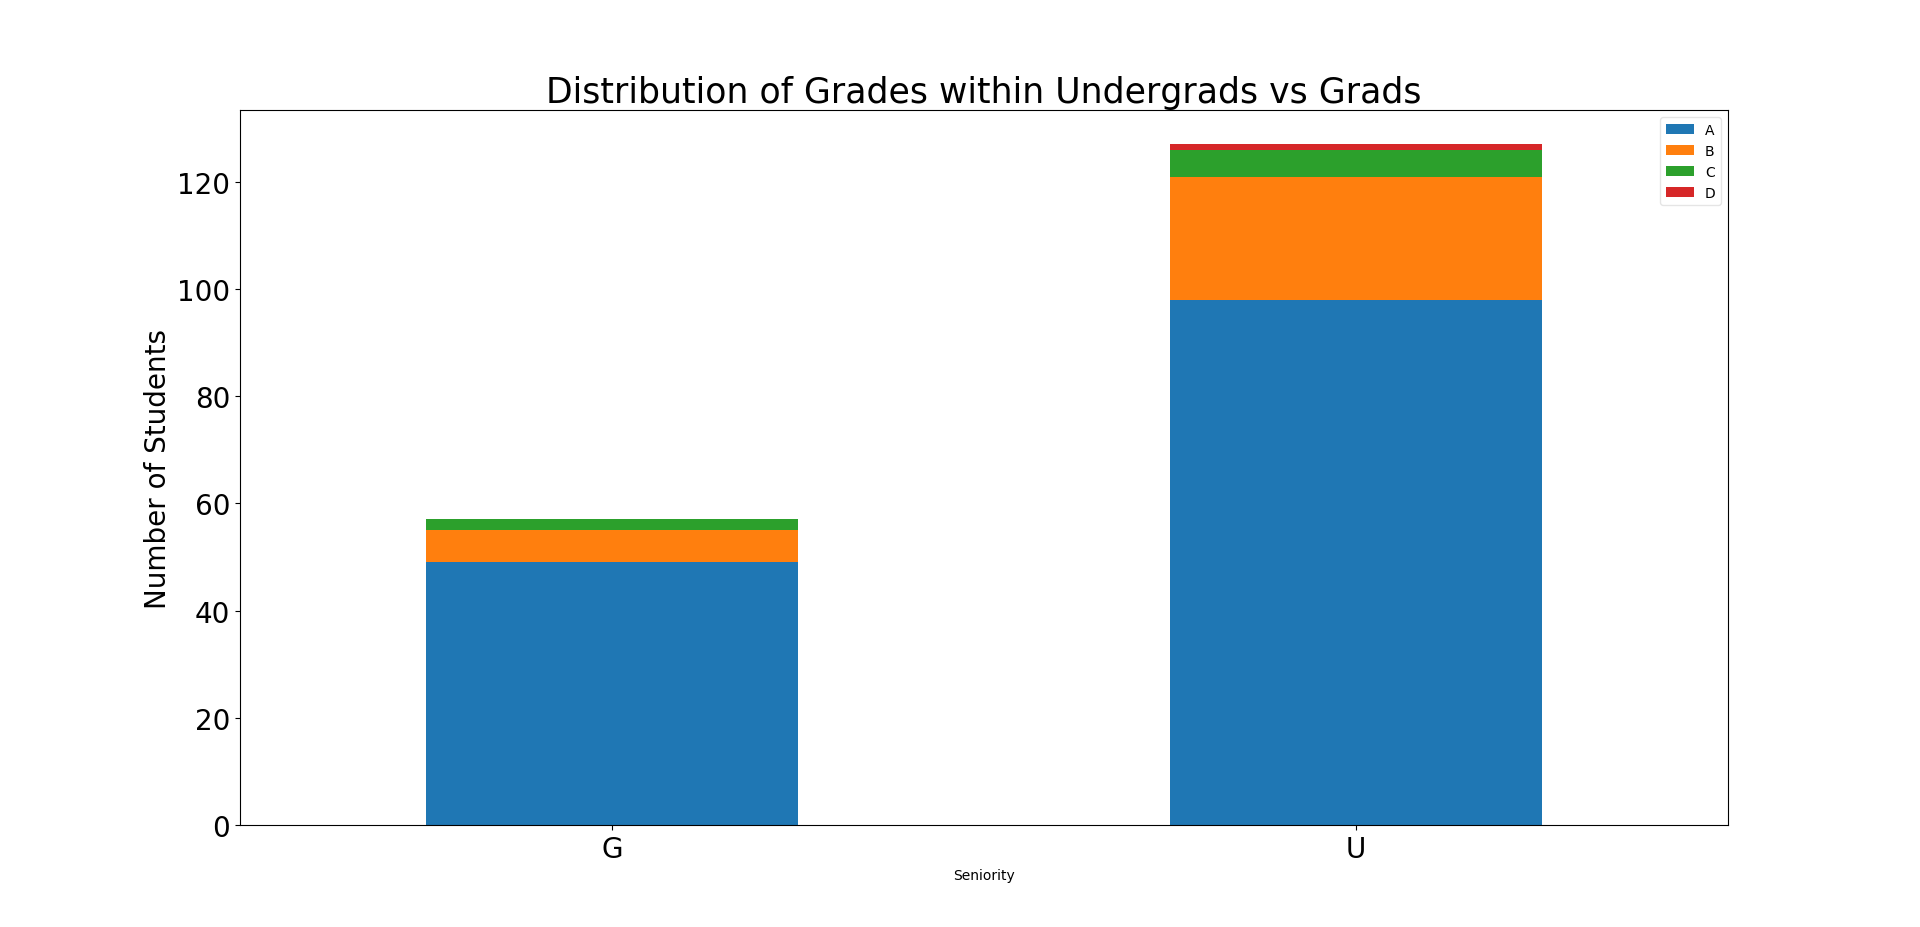 Distribution of Grades within Undergrads vs Grads
A
B
C
D
120
100
80
60
40
20
0
Number of Students
G
U
Seniority